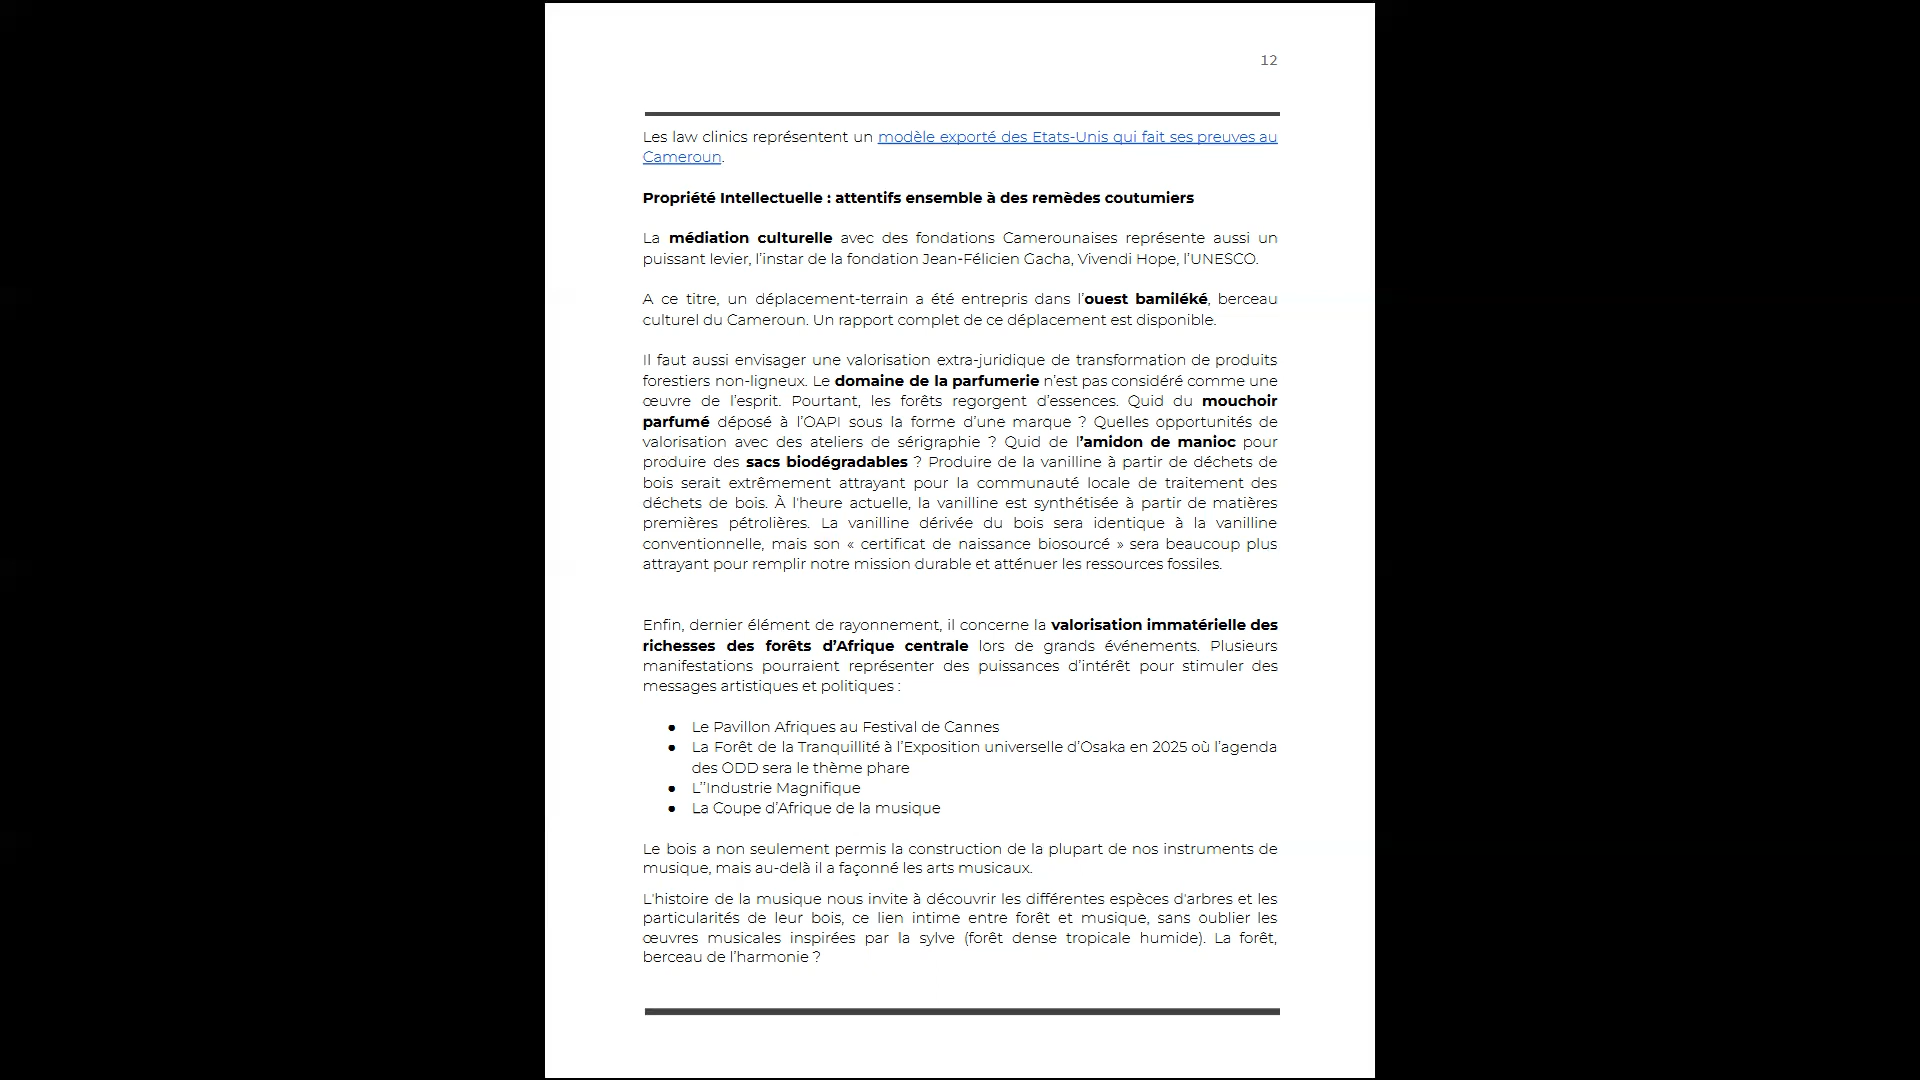 12
Les law clinics représentent un modèle exporté des Etats-Unis qui fait ses preuves au
Cameroun.
Propriété Intellectuelle : attentifs ensemble à des remèdes coutumiers
La médiation culturelle avec des fondations Camerounaises représente aussi un
puissant levier, l’instar de la fondation Jean-Félicien Gacha, Vivendi Hope, l’UNESCO.
A ce titre, un déplacement-terrain a été entrepris dans l’ouest bamiléké, berceau
culturel du Cameroun. Un rapport complet de ce déplacement est disponible.
Il faut aussi envisager une valorisation extra-juridique de transformation de produits
forestiers non-ligneux. Le domaine de la parfumerie n’est pas considéré comme une
œuvre de l’esprit. Pourtant, les forêts regorgent d’essences. Quid du mouchoir
parfumé déposé à l’OAPI sous la forme d’une marque ? Quelles opportunités de
valorisation avec des ateliers de sérigraphie ? Quid de l’amidon de manioc pour
produire des sacs biodégradables ? Produire de la vanilline à partir de déchets de
bois serait extrêmement attrayant pour la communauté locale de traitement des
déchets de bois. À l'heure actuelle, la vanilline est synthétisée à partir de matières
premières pétrolières. La vanilline dérivée du bois sera identique à la vanilline
conventionnelle, mais son « certificat de naissance biosourcé » sera beaucoup plus
attrayant pour remplir notre mission durable et atténuer les ressources fossiles.
Enfin, dernier élément de rayonnement, il concerne la valorisation immatérielle des
richesses des forêts d’Afrique centrale lors de grands événements. Plusieurs
manifestations pourraient représenter des puissances d’intérêt pour stimuler des
messages artistiques et politiques :
● Le Pavillon Afriques au Festival de Cannes
● La Forêt de la Tranquillité à l’Exposition universelle d’Osaka en 2025 où l’agenda
des ODD sera le thème phare
● L’’Industrie Magnifique
● La Coupe d’Afrique de la musique
Le bois a non seulement permis la construction de la plupart de nos instruments de
musique, mais au-delà il a façonné les arts musicaux.
L'histoire de la musique nous invite à découvrir les différentes espèces d'arbres et les
particularités de leur bois, ce lien intime entre forêt et musique, sans oublier les
œuvres musicales inspirées par la sylve (forêt dense tropicale humide). La forêt,
berceau de l’harmonie ?